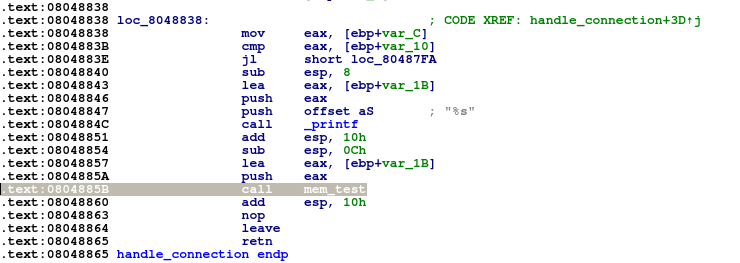 .text:08048838
.text:08048838 loc_8048838: ; CODE XREF: handle_connection+3D↑j
.text:08048838 mov eax, [ebp+var_C]
.text:0804883B cmp eax, [ebp+var_10]
.text:0804883E jl short loc_80487FA
.text:08048840 sub esp, 8
.text:08048843 lea eax, [ebp+var_1B]
.text:08048846 push eax
.text:08048847 push offset aS ; "%s"
.text:0804884C call _printf
.text:08048851 add esp, 10h
.text:08048854 sub esp, 0Ch
.text:08048857 lea eax, [ebp+var_1B]
.text:0804885A push eax
.text:0804885B call mem_test
.text:08048860 add esp, 10h
.text:08048863 nop
.text:08048864 leave
.text:08048865 retn
.text:08048865 handle_connection endp